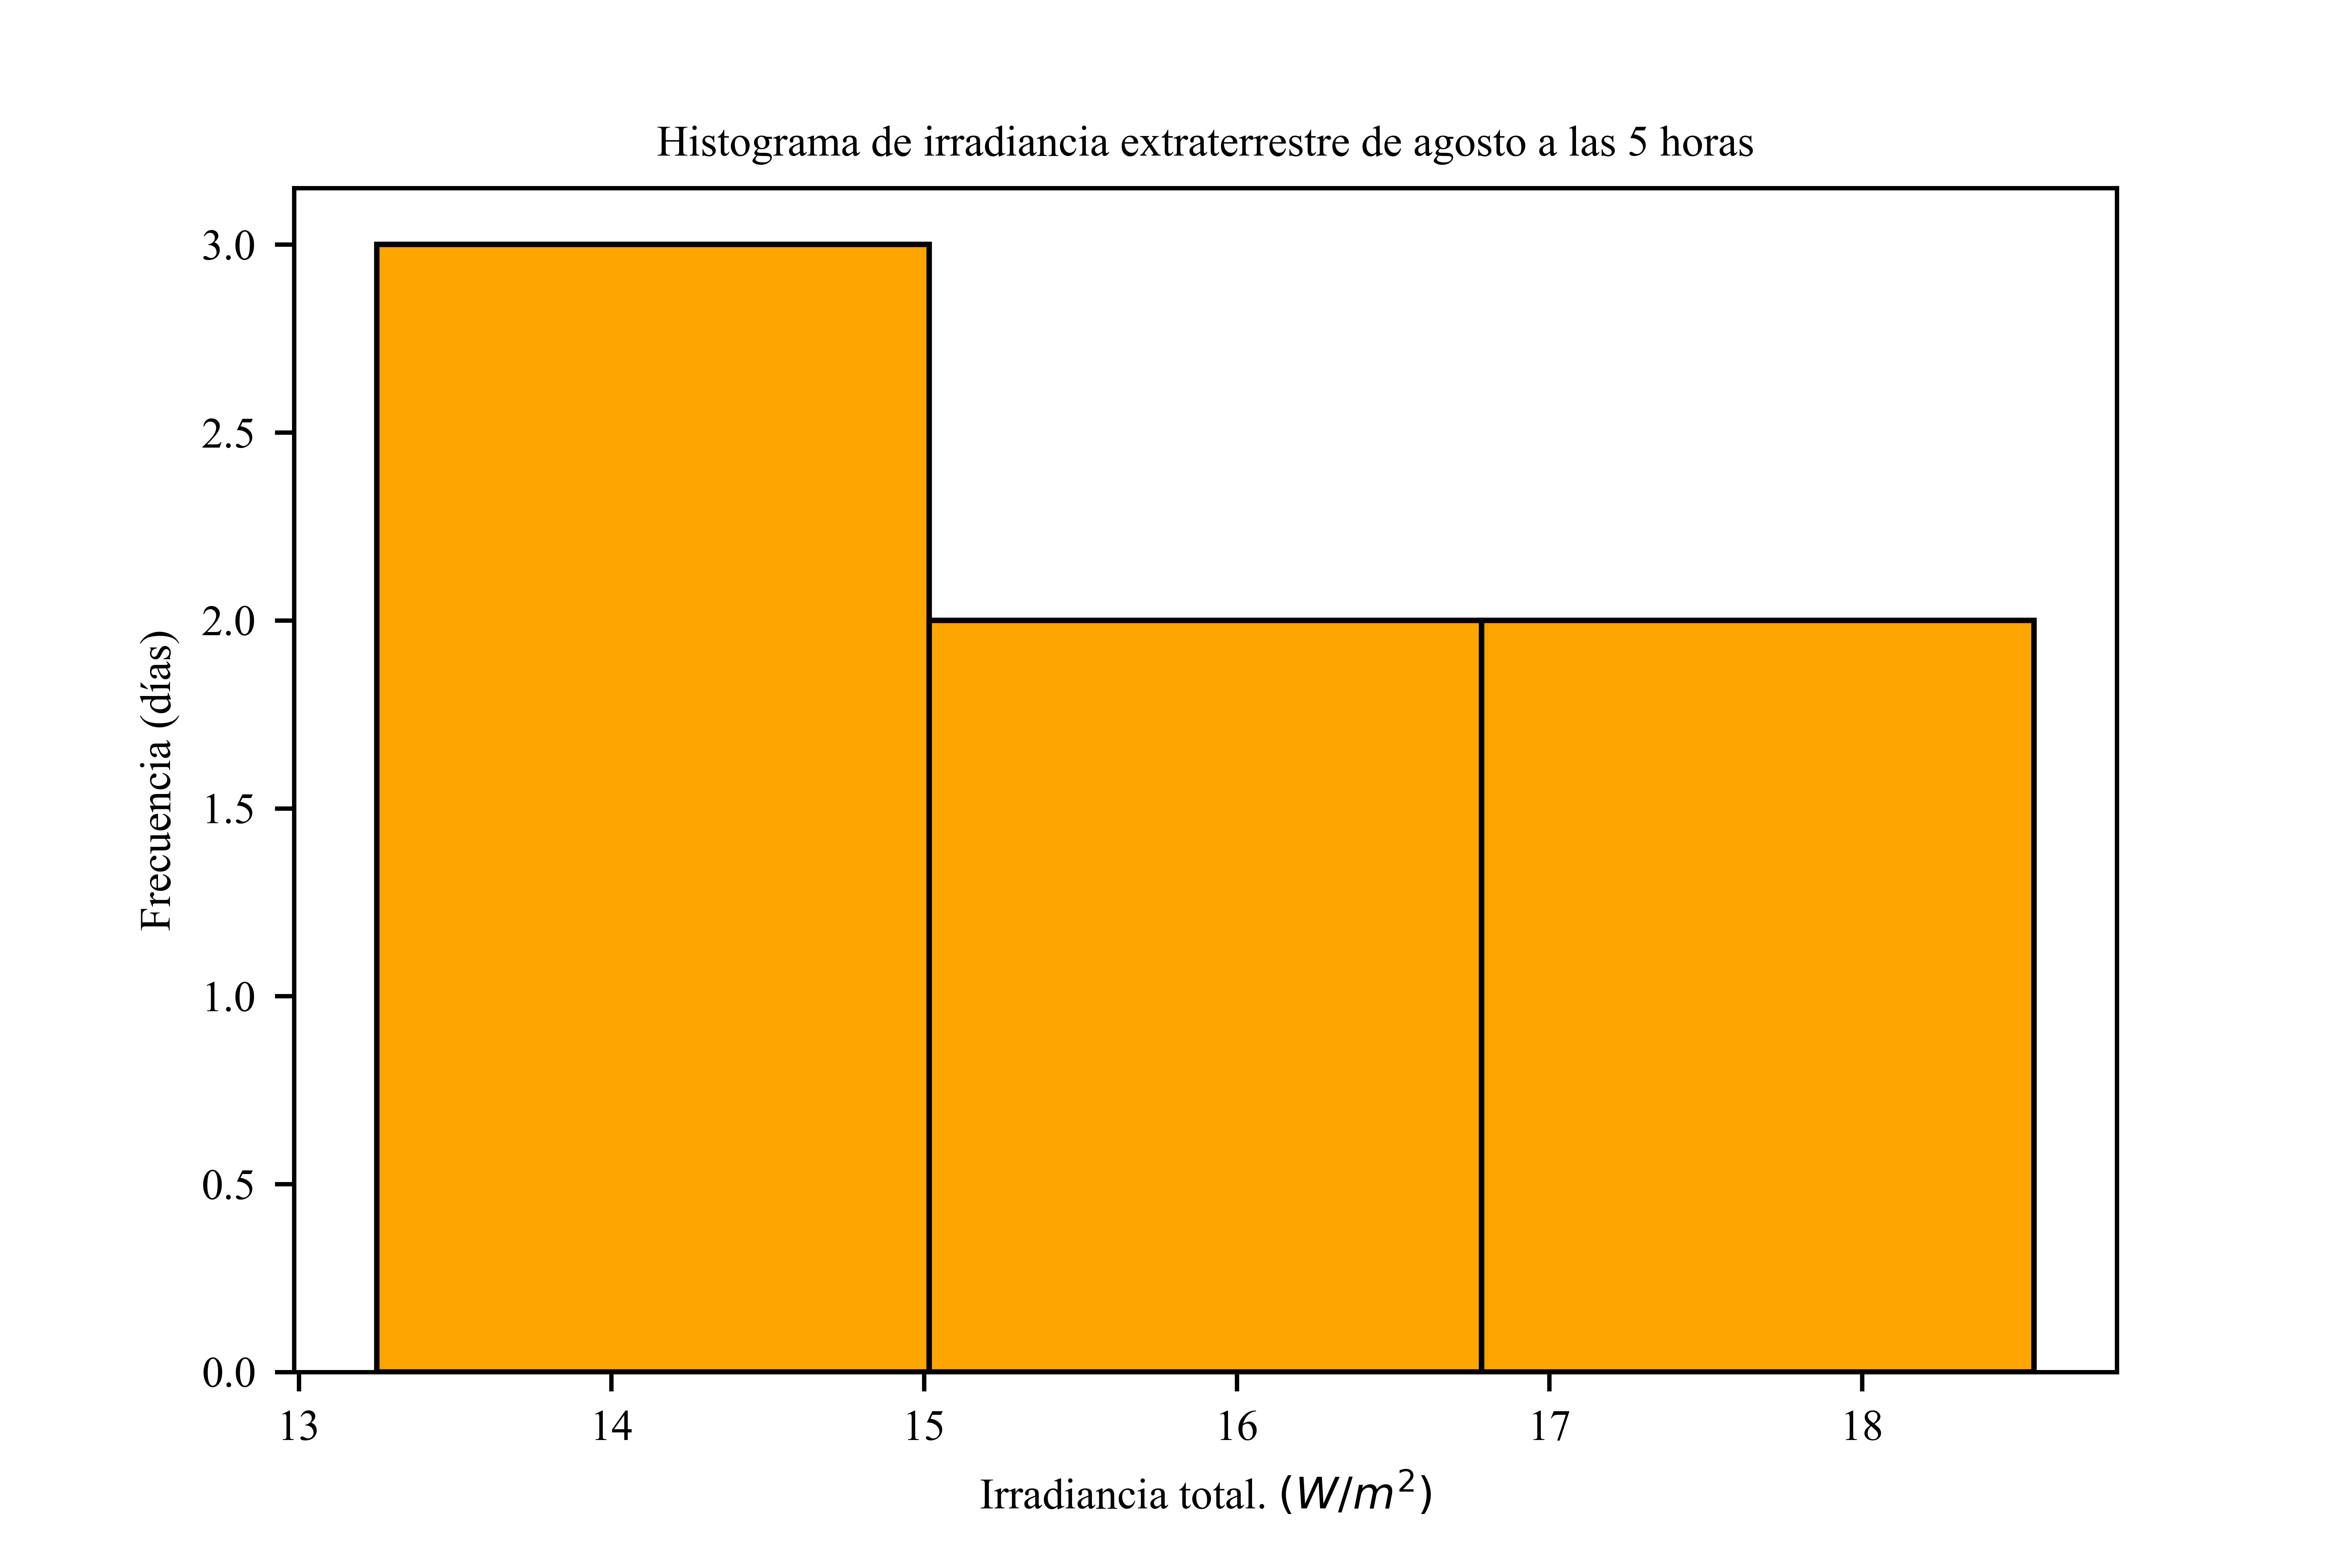 Histograma de irradiancia extraterrestre de agosto a las 5 horas
Frecuencia (días)
3.0
2.5
2.0
1.5
1.0
0.5
0.0
13 14 15 16 17 18
Irradiancia total. (W/m²)